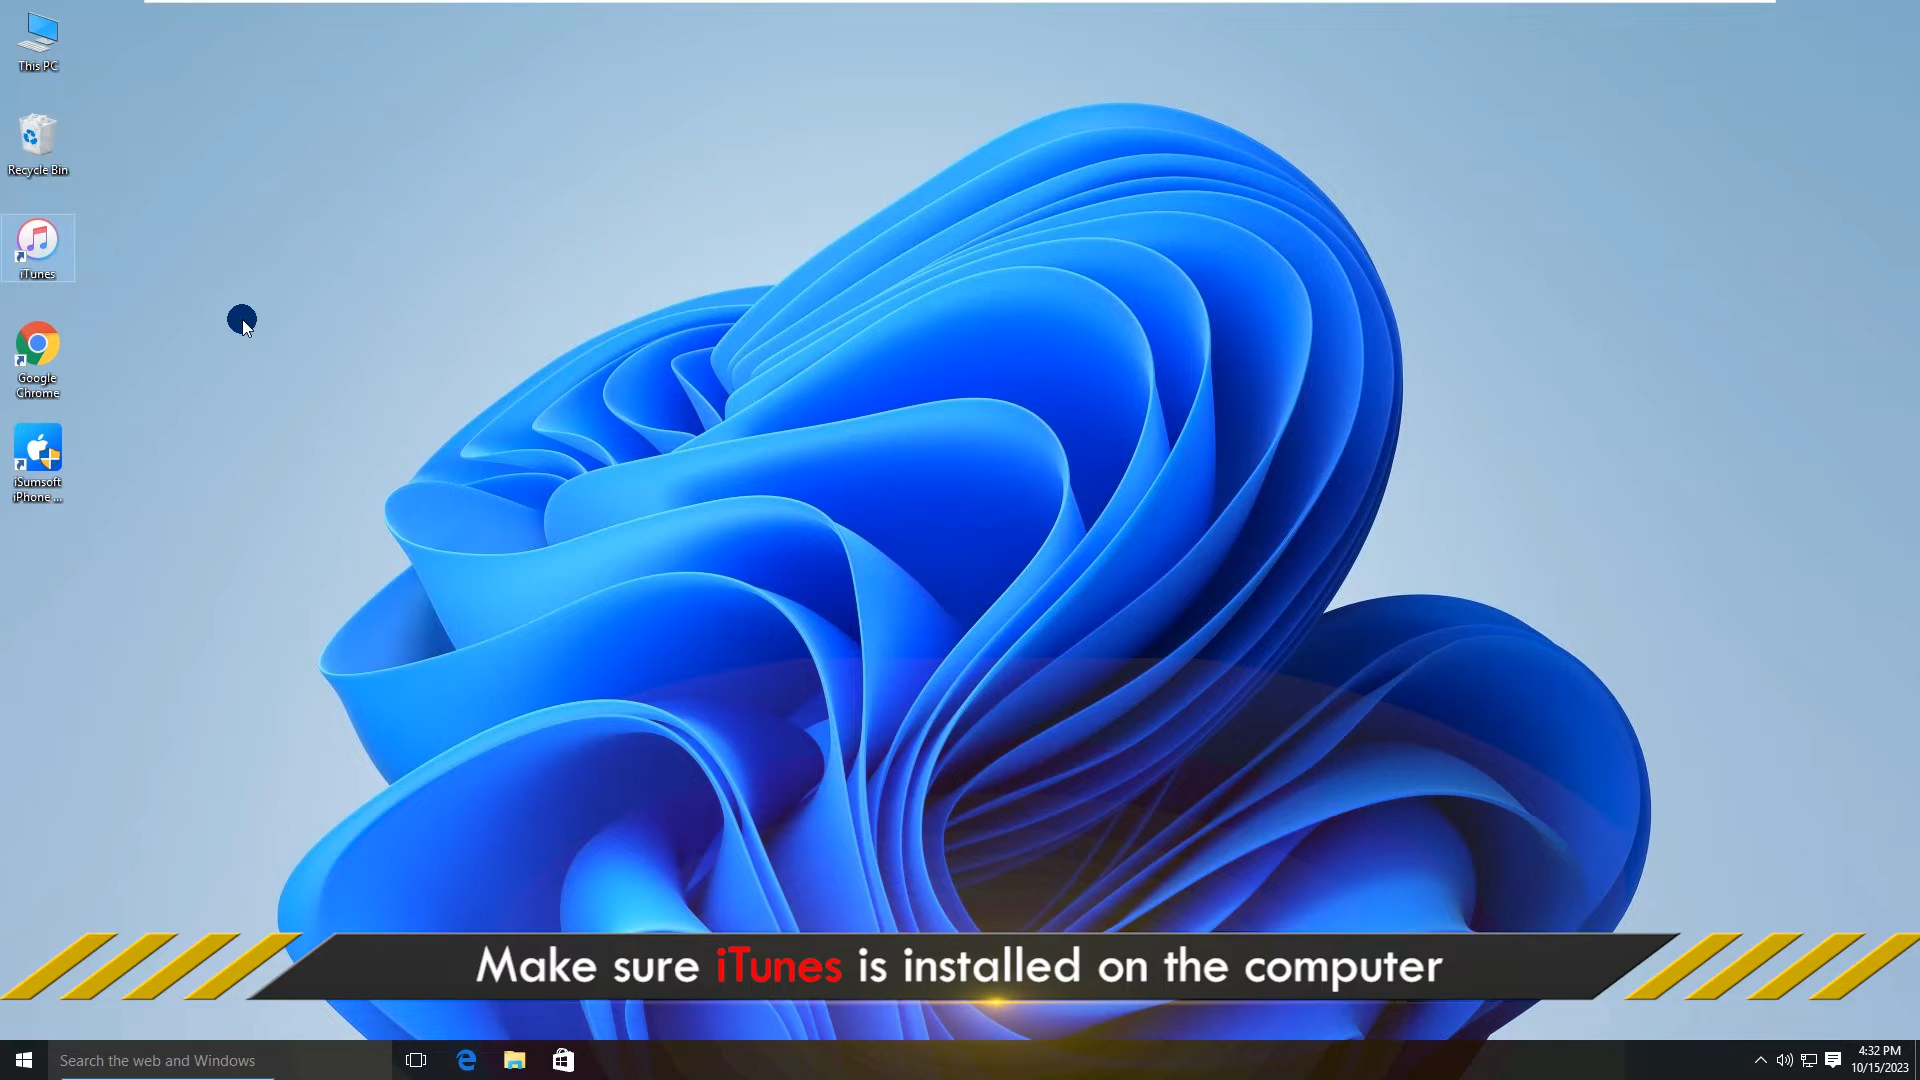 This PC
Recycle Bin
iTunes
Google
Chrome
iSumsoft
iPhone ...
Make sure iTunes is installed on the computer
Search the web and Windows
4:32 PM
10/15/2023